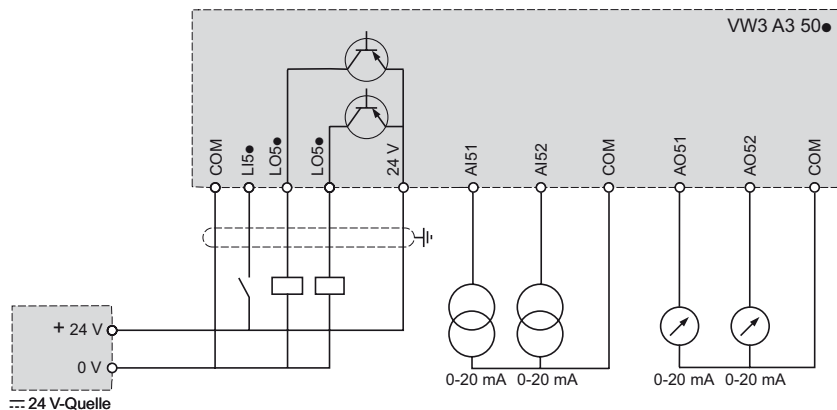 VW3 A3 50●
COM
LI5●
LO5●
LO5●
24 V
AI51
AI52
COM
AO51
AO52
COM
+ 24 V
0 V
24 V-Quelle
0-20 mA
0-20 mA
0-20 mA
0-20 mA